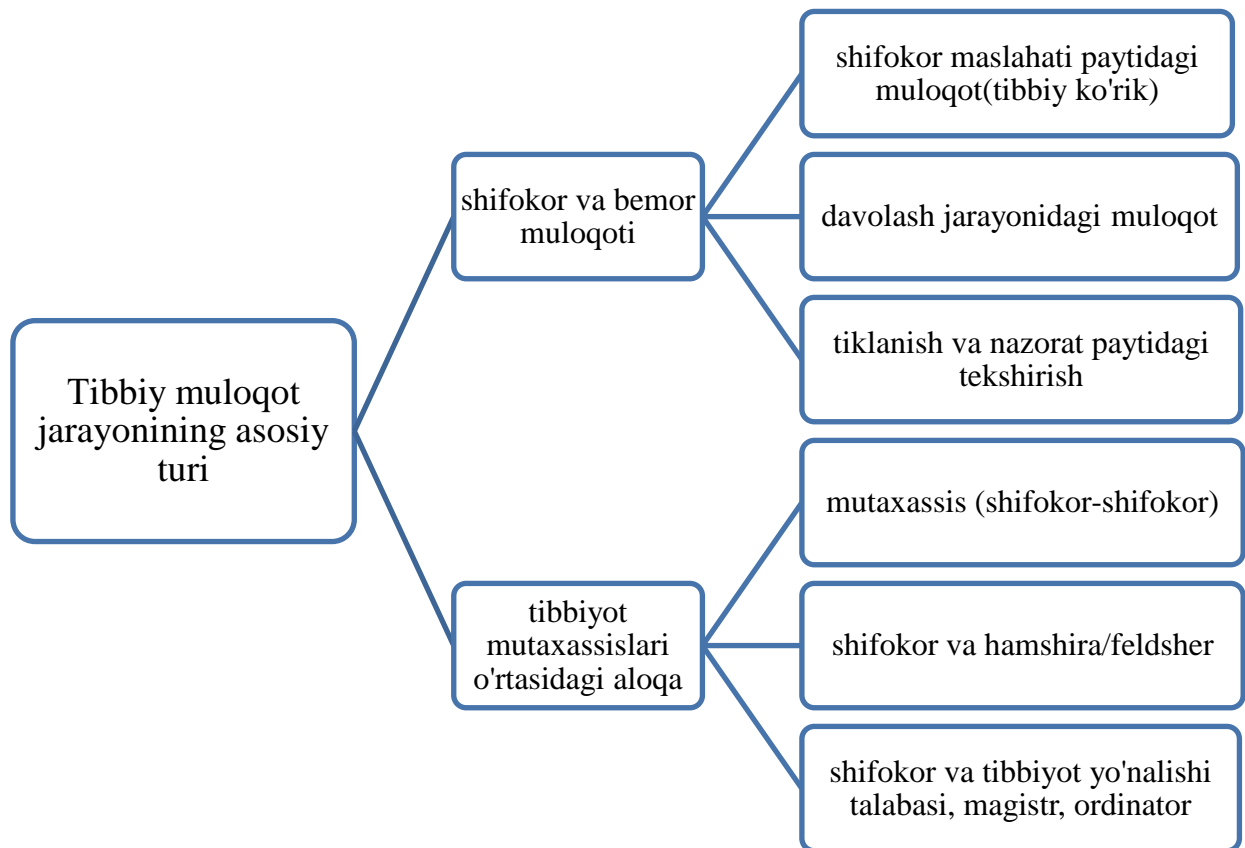 Tibbiy muloqot
jarayonining asosiy
turi
shifokor va bemor
muloqoti
shifokor maslahati paytidagi
muloqot(tibbiy ko'rik)
davolash jarayonidagi muloqot
tiklanish va nazorat paytidagi
tekshirish
tibbiyot
mutaxassislari
o'rtasidagi aloqa
mutaxassis (shifokor-shifokor)
shifokor va hamshira/feldsher
shifokor va tibbiyot yo'nalishi
talabasi, magistr, ordinator